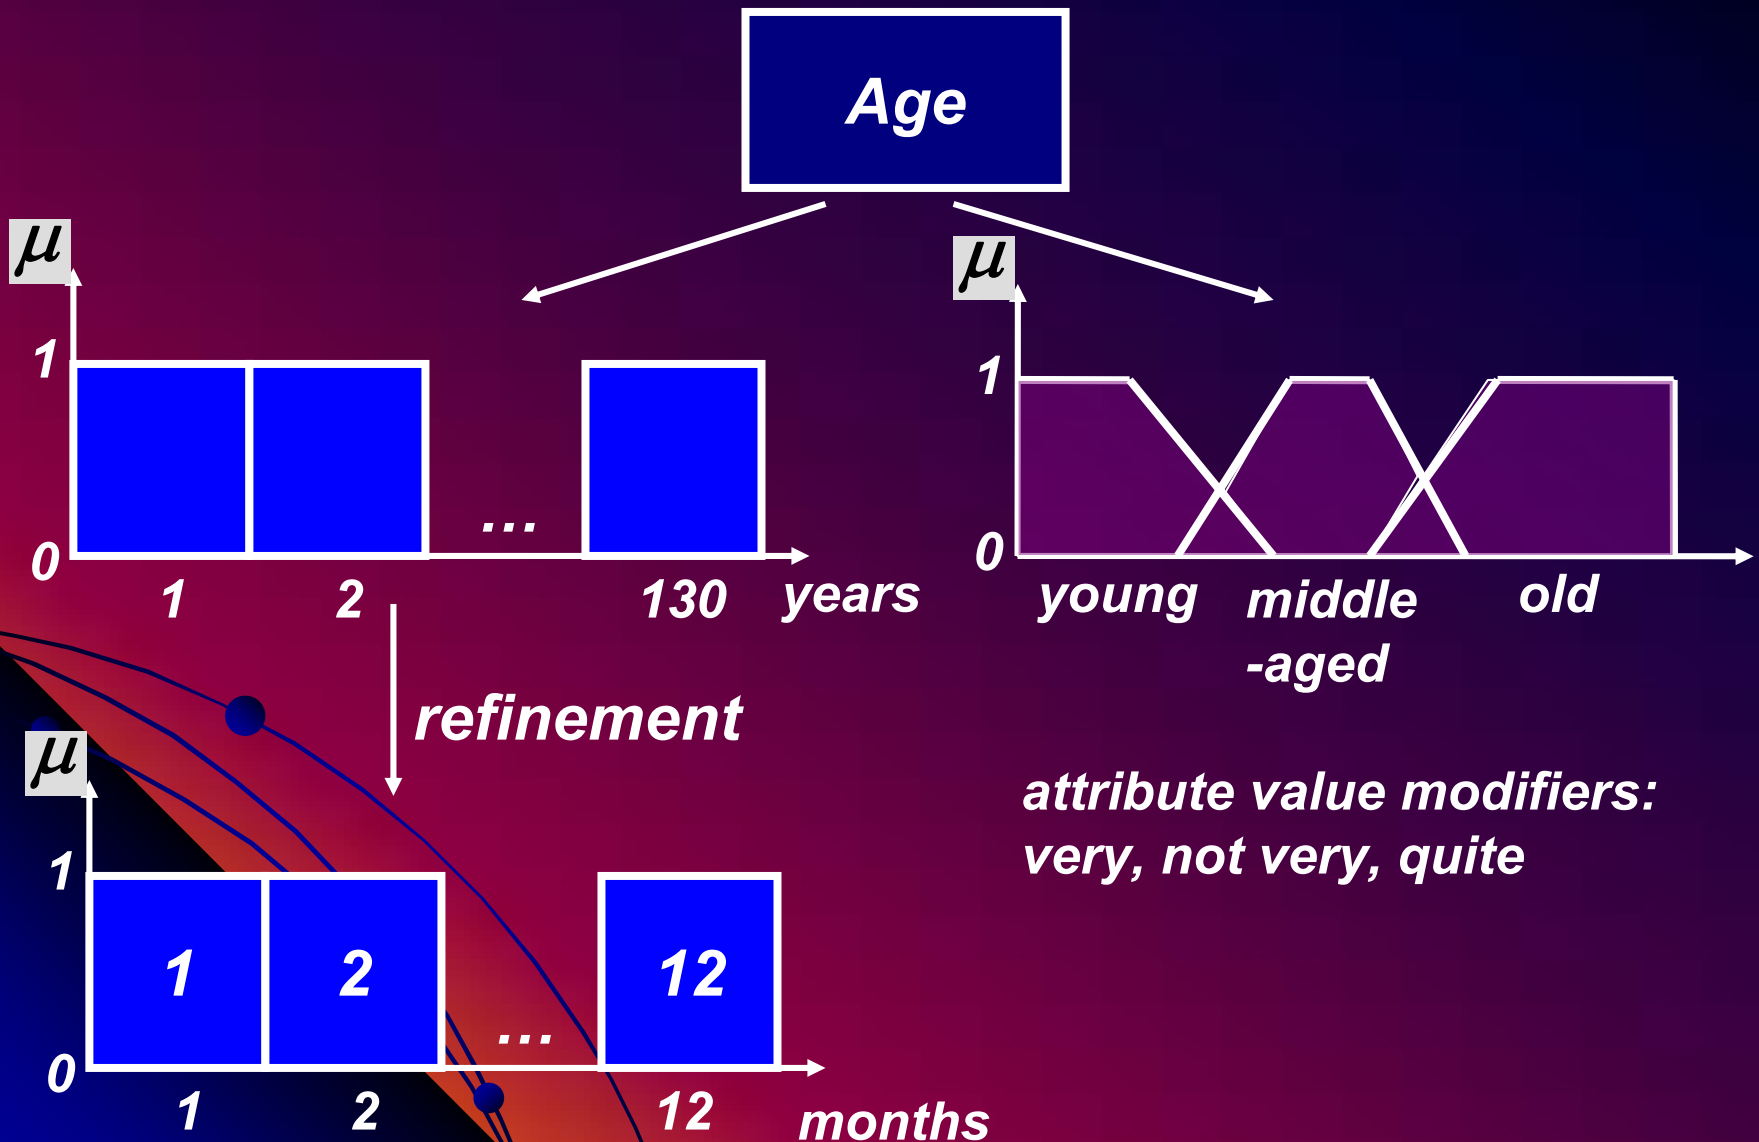 Age
μ
1
0
1 2 … 130 years
refinement
μ
1
0
1 2 … 12
1 2 12 months
μ
1
0
young middle old
-aged
attribute value modifiers:
very, not very, quite